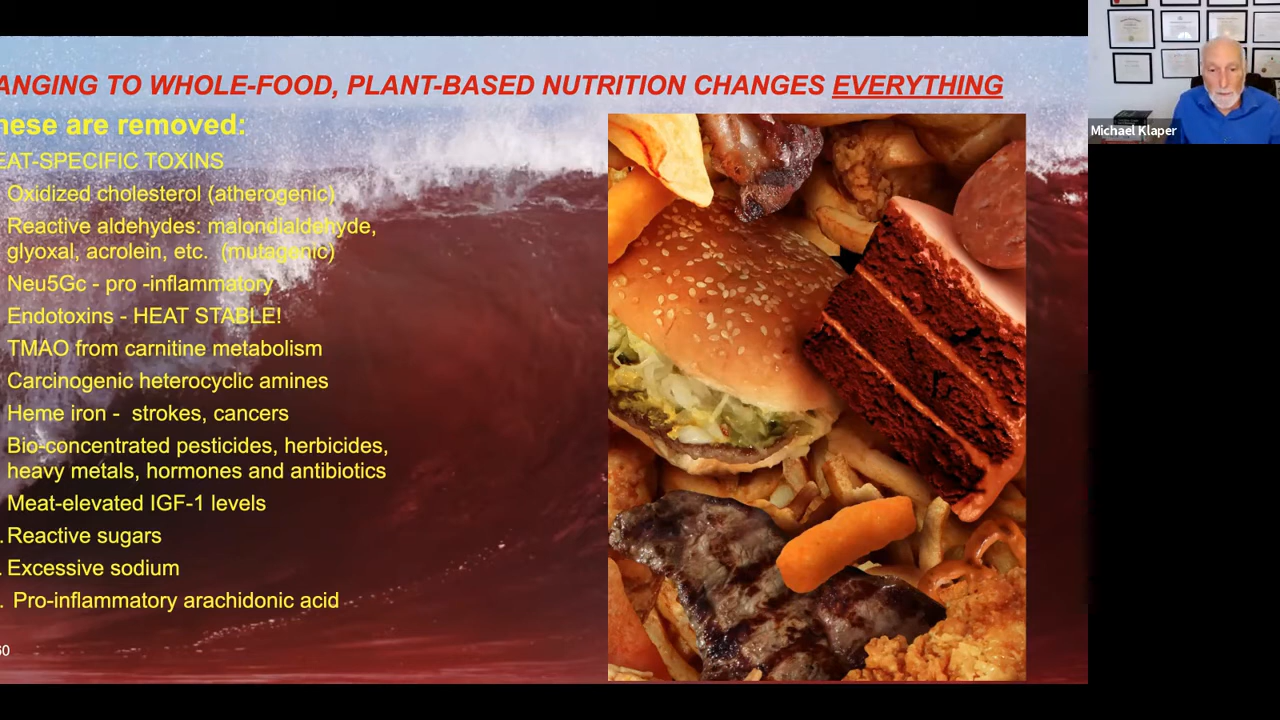 ANGING TO WHOLE-FOOD, PLANT-BASED NUTRITION CHANGES EVERYTHING
hese are removed:
EAT-SPECIFIC TOXINS
Oxidized cholesterol (atherogenic)
Reactive aldehydes: malondialdehyde,
glyoxal, acrolein, etc. (mutagenic)
Neu5Gc - pro -inflammatory
Endotoxins - HEAT STABLE!
TMAO from carnitine metabolism
Carcinogenic heterocyclic amines
Heme iron - strokes, cancers
Bio-concentrated pesticides, herbicides,
heavy metals, hormones and antibiotics
Meat-elevated IGF-1 levels
. Reactive sugars
. Excessive sodium
. Pro-inflammatory arachidonic acid
60
Michael Klaper